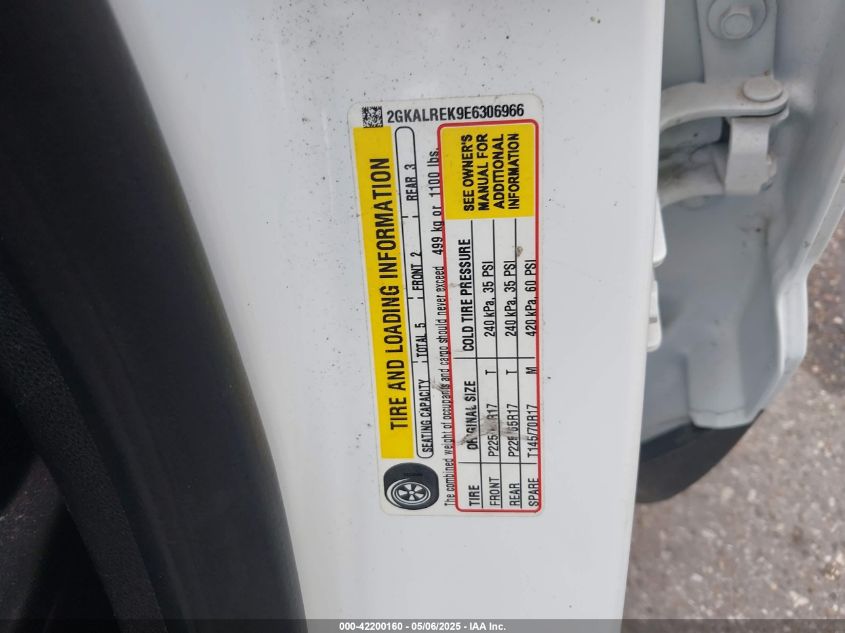 2GKALREK9E6306966
TIRE AND LOADING INFORMATION
SEATING CAPACITY TOTAL 5 FRONT 2 REAR 3
The combined weight of occupants and cargo should never exceed 499 kg or 1100 lbs.
TIRE ORIGINAL SIZE COLD TIRE PRESSURE
FRONT T 240 kPa, 35 PSI
REAR T 240 kPa, 35 PSI
SPARE T145/70R17 M 420 kPa, 60 PSI
SEE OWNER'S
MANUAL FOR
ADDITIONAL
INFORMATION
000-42200160 - 05/06/2025 - IAA Inc.